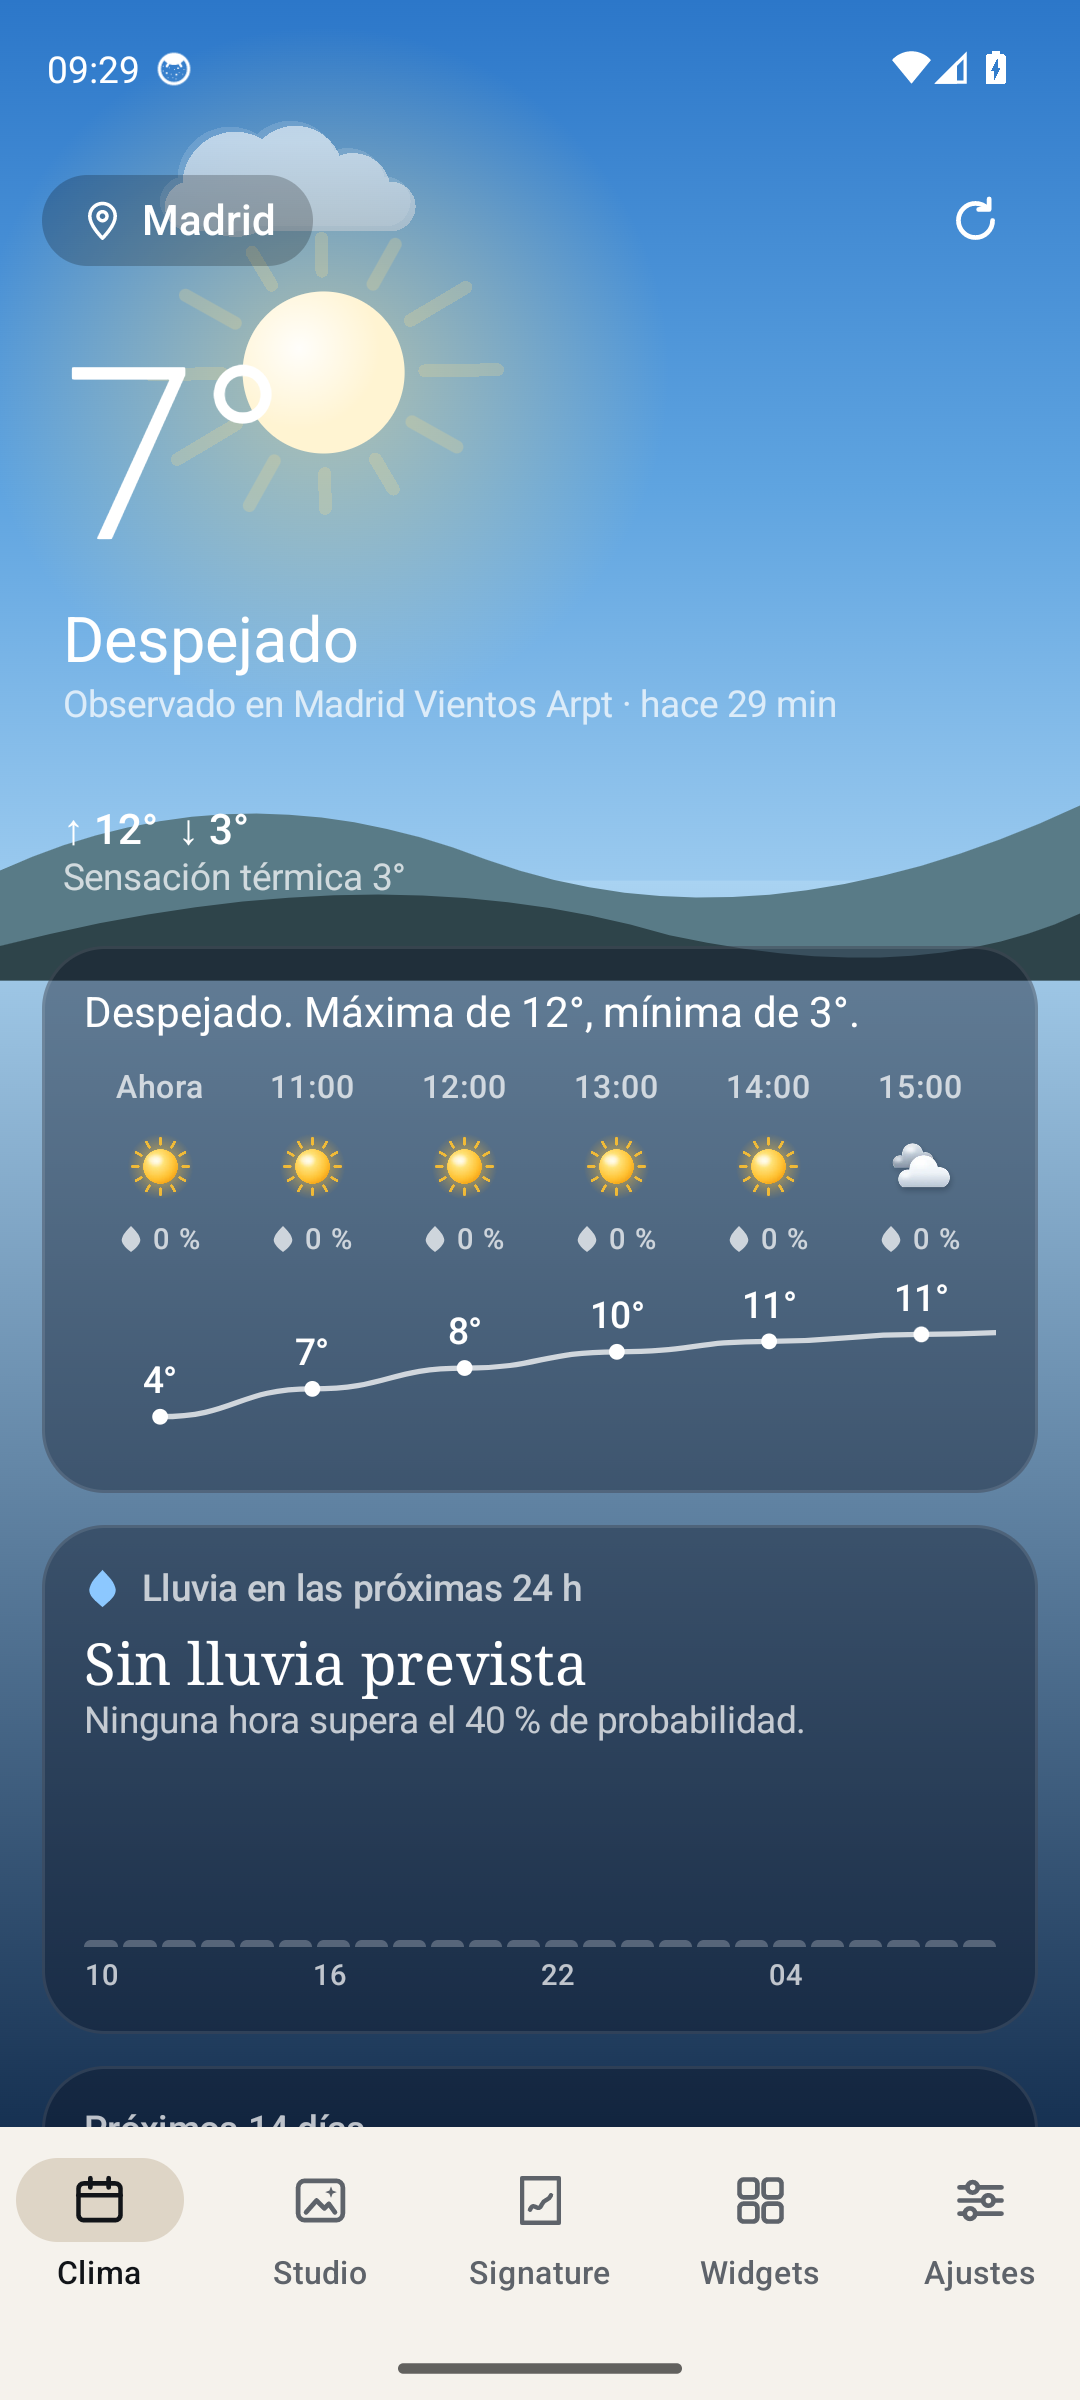 09:29
Madrid
7°
Despejado
Observado en Madrid Vientos Arpt · hace 29 min
↑ 12° ↓ 3°
Sensación térmica 3°
Despejado. Máxima de 12°, mínima de 3°.
Ahora 11:00 12:00 13:00 14:00 15:00
0 % 0 % 0 % 0 % 0 % 0 %
4° 7° 8° 10° 11° 11°
Lluvia en las próximas 24 h
Sin lluvia prevista
Ninguna hora supera el 40 % de probabilidad.
10 16 22 04
Próximos 14 días
Clima Studio Signature Widgets Ajustes